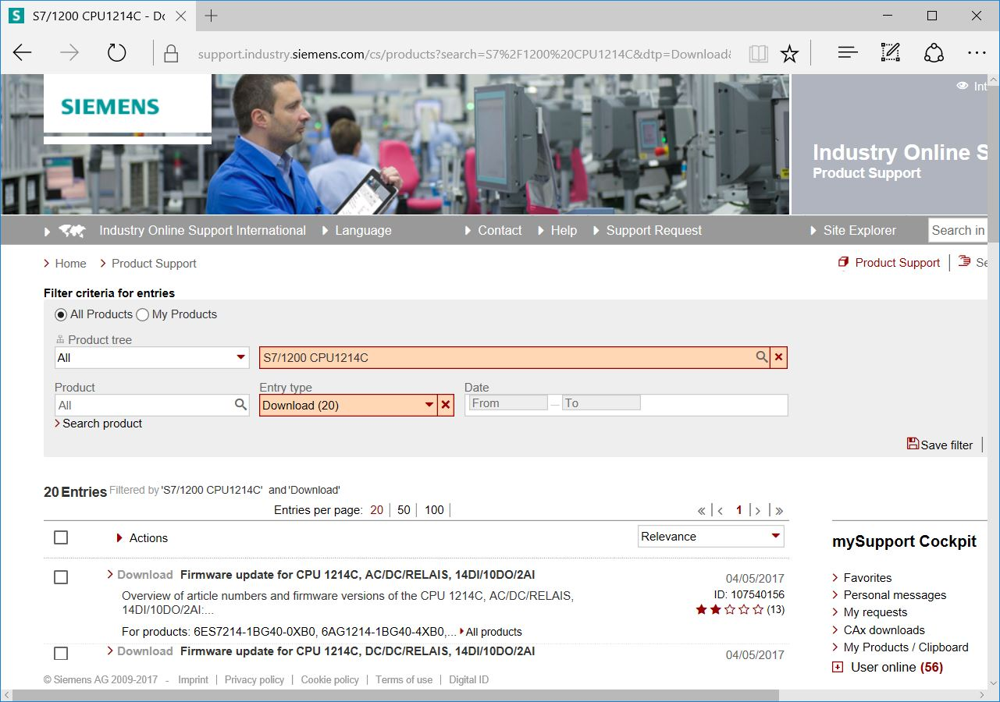 S S7/1200 CPU1214C - Do
support.industry.siemens.com/cs/products?search=S7%2F1200%20CPU1214C&dtp=Download&
SIEMENS
Int
Industry Online S
Product Support
Industry Online Support International Language Contact Help Support Request Site Explorer Search in
Home Product Support Product Support Se
Filter criteria for entries
All Products My Products
Product tree
All S7/1200 CPU1214C
Product Entry type Date
All Download (20) From — To
Search product
Save filter
20 Entries Filtered by 'S7/1200 CPU1214C' and 'Download'
Entries per page: 20 50 100 « < 1 > »
Actions Relevance
mySupport Cockpit
Download Firmware update for CPU 1214C, AC/DC/RELAIS, 14DI/10DO/2AI 04/05/2017
Overview of article numbers and firmware versions of the CPU 1214C, AC/DC/RELAIS, ID: 107540156
14DI/10DO/2AI:... (13)
For products: 6ES7214-1BG40-0XB0, 6AG1214-1BG40-4XB0,... All products
Download Firmware update for CPU 1214C, DC/DC/RELAIS, 14DI/10DO/2AI 04/05/2017
Favorites
Personal messages
My requests
CAx downloads
My Products / Clipboard
User online (56)
© Siemens AG 2009-2017 - Imprint | Privacy policy | Cookie policy | Terms of use | Digital ID